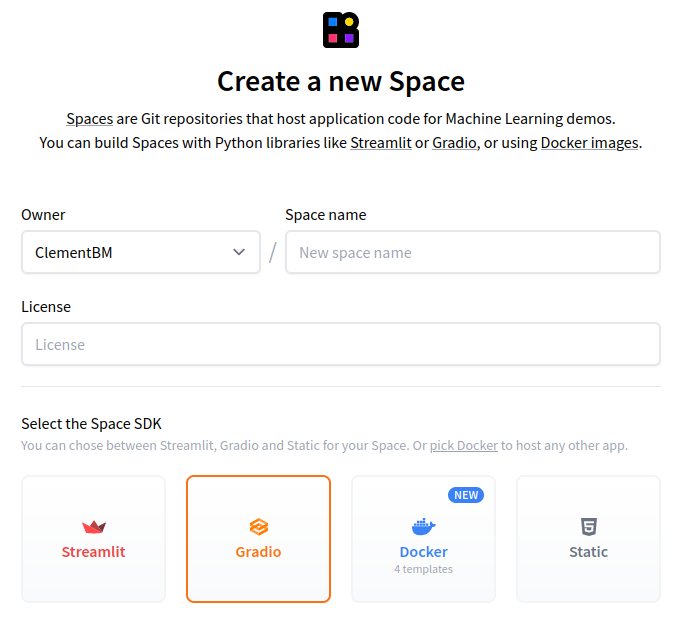 Create a new Space
Spaces are Git repositories that host application code for Machine Learning demos.
You can build Spaces with Python libraries like Streamlit or Gradio, or using Docker images.
Owner
Space name
ClementBM
/
New space name
License
License
Select the Space SDK
You can chose between Streamlit, Gradio and Static for your Space. Or pick Docker to host any other app.
Streamlit
Gradio
NEW
Docker
4 templates
Static